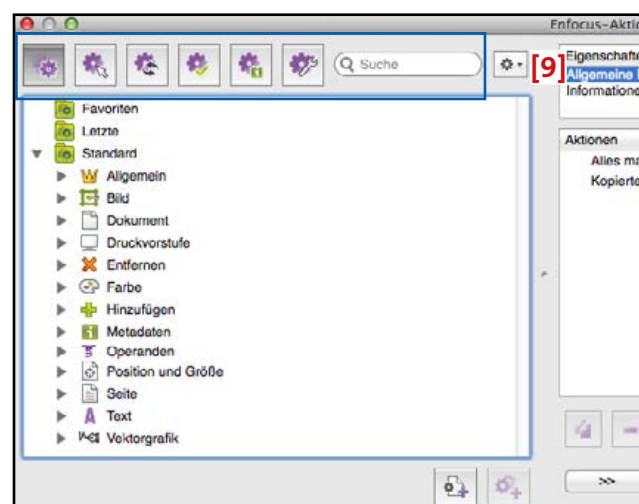 Enfocus-Aktio
Suche
[9]
Eigenschafte
Allgemeine I
Informatione
Favoriten
Letzte
Standard
Allgemein
Bild
Dokument
Druckvorstufe
Entfernen
Farbe
Hinzufügen
Metadaten
Operanden
Position und Größe
Seite
Text
Vektorgrafik
Aktionen
Alles ma
Kopierte
>>